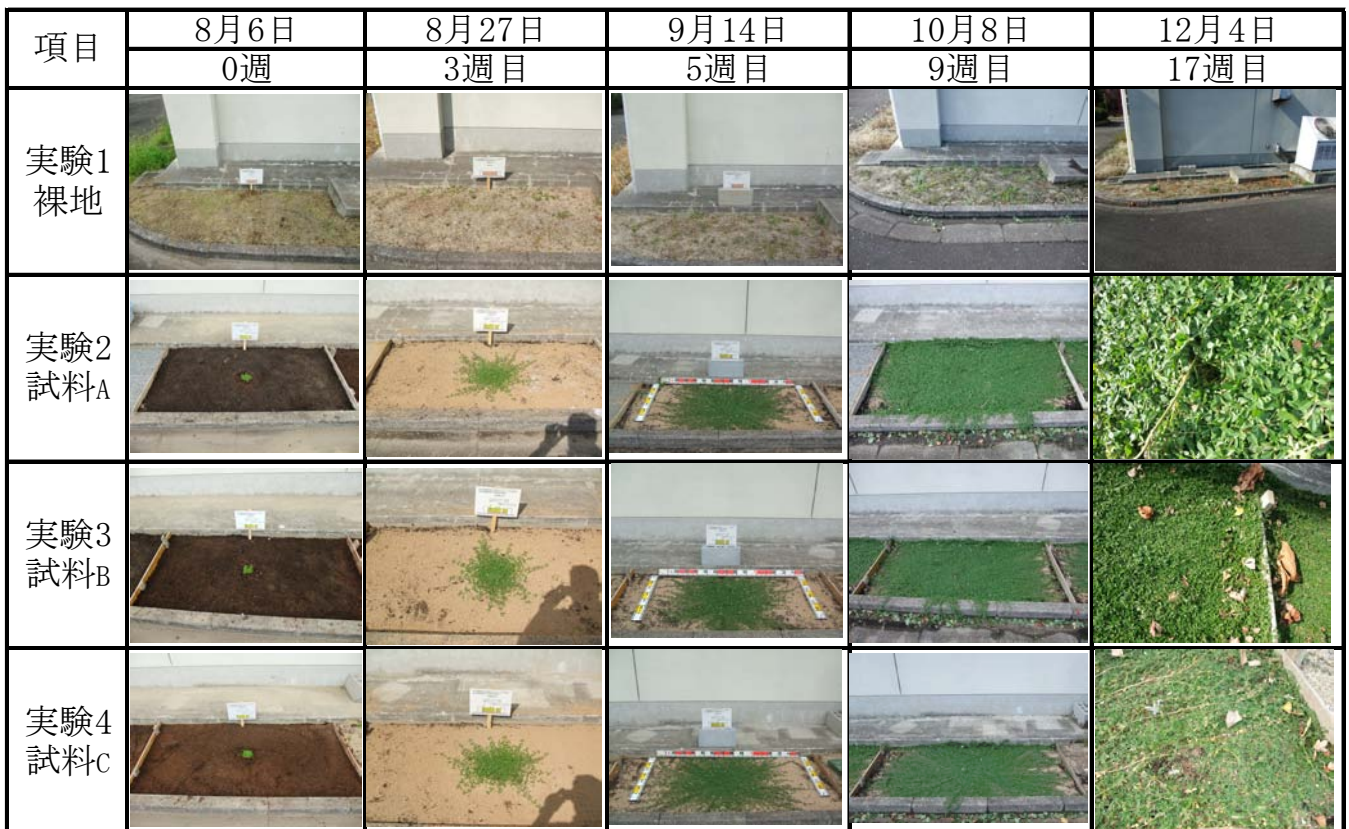 項目
8月6日
8月27日
9月14日
10月8日
12月4日
0週
3週目
5週目
9週目
17週目
実験1
裸地
実験2
試料A
実験3
試料B
実験4
試料C